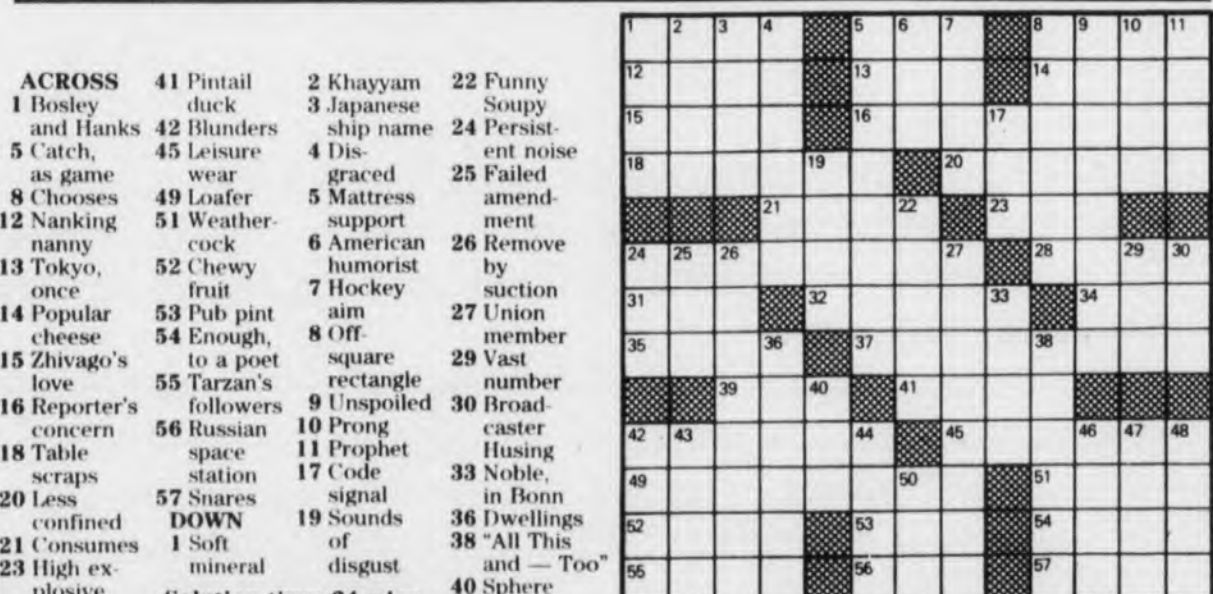 ACROSS
1 Bosley
and Hanks
5 Catch,
as game
8 Chooses
12 Nanking
nanny
13 Tokyo,
once
14 Popular
cheese
15 Zhivago's
love
16 Reporter's
concern
18 Table
scraps
20 Less
confined
21 Consumes
23 High ex-
plosive
41 Pintail
duck
42 Blunders
45 Leisure
wear
49 Loafer
51 Weather-
cock
52 Chewy
fruit
53 Pub pint
54 Enough,
to a poet
55 Tarzan's
followers
56 Russian
space
station
57 Snares
DOWN
1 Soft
mineral
2 Khayyam
3 Japanese
ship name
4 Dis-
graced
5 Mattress
support
6 American
humorist
7 Hockey
aim
8 Off-
square
rectangle
9 Unspoiled
10 Prong
11 Prophet
17 Code
signal
19 Sounds
of
disgust
22 Funny
Soupy
24 Persist-
ent noise
25 Failed
amend-
ment
26 Remove
by
suction
27 Union
member
29 Vast
number
30 Broad-
caster
Husing
33 Noble,
in Bonn
36 Dwellings
38 "All This
and — Too"
40 Sphere
1 2 3 4 5 6 7 8 9 10 11
12 13 14
15 16 17
18 19 20
21 22 23
24 25 26 27 28 29 30
31 32 33 34
35 36 37 38
39 40 41
42 43 44 45 46 47 48
49 50 51
52 53 54
55 56 57